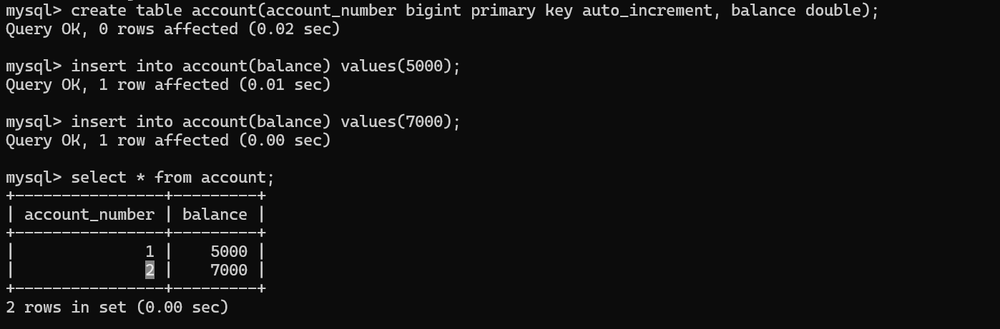 mysql> create table account(account_number bigint primary key auto_increment, balance double);
Query OK, 0 rows affected (0.02 sec)
mysql> insert into account(balance) values(5000);
Query OK, 1 row affected (0.01 sec)
mysql> insert into account(balance) values(7000);
Query OK, 1 row affected (0.00 sec)
mysql> select * from account;
+----------------+---------+
| account_number | balance |
+----------------+---------+
|              1 |    5000 |
|              2 |    7000 |
+----------------+---------+
2 rows in set (0.00 sec)